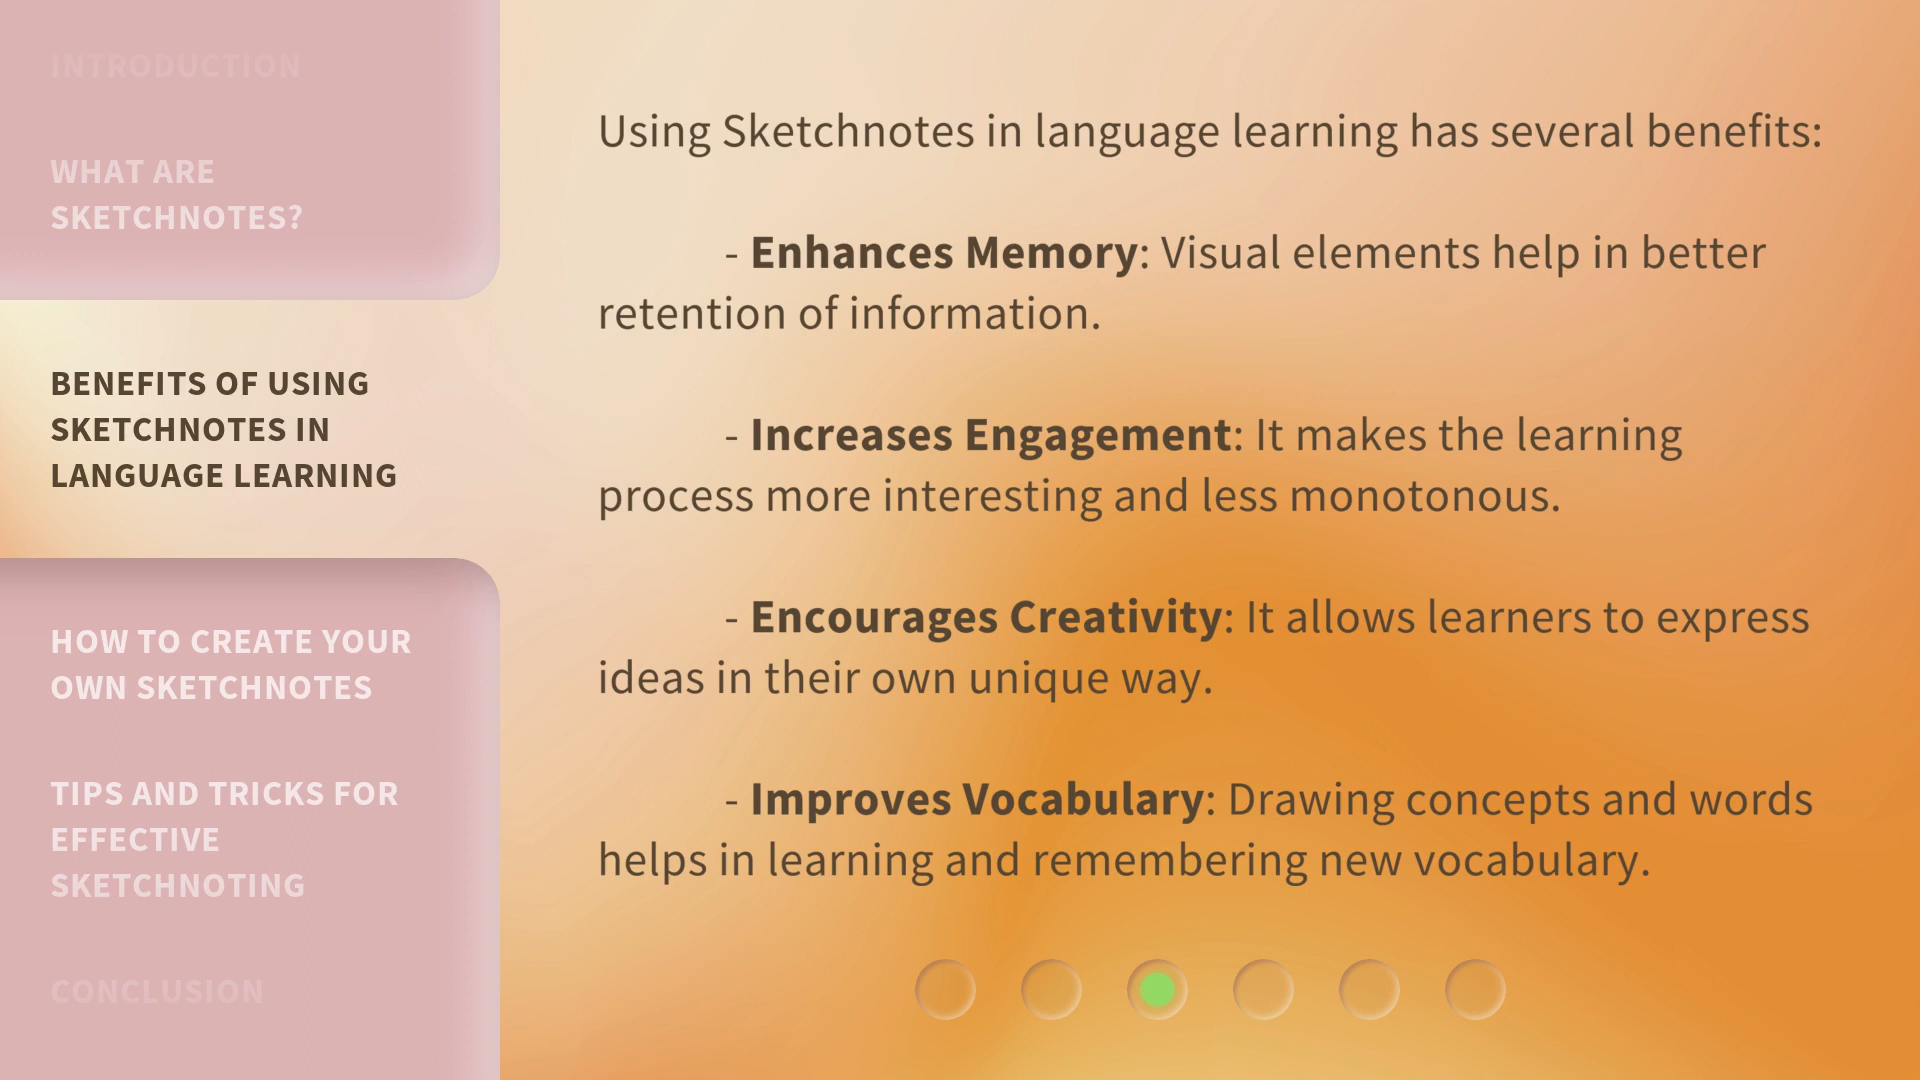 INTRODUCTION
WHAT ARE
SKETCHNOTES?
BENEFITS OF USING
SKETCHNOTES IN
LANGUAGE LEARNING
HOW TO CREATE YOUR
OWN SKETCHNOTES
TIPS AND TRICKS FOR
EFFECTIVE
SKETCHNOTING
CONCLUSION
Using Sketchnotes in language learning has several benefits:
- Enhances Memory: Visual elements help in better
retention of information.
- Increases Engagement: It makes the learning
process more interesting and less monotonous.
- Encourages Creativity: It allows learners to express
ideas in their own unique way.
- Improves Vocabulary: Drawing concepts and words
helps in learning and remembering new vocabulary.